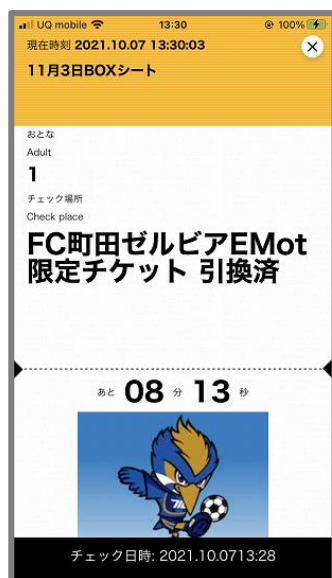 UQ mobile 13:30 100%
現在時刻 2021.10.07 13:30:03
11月3日BOXシート
おとな
Adult
1
チェック場所
Check place
FC町田ゼルビアEMot
限定チケット 引換済
あと 08 分 13 秒
チェック日時: 2021.10.0713:28